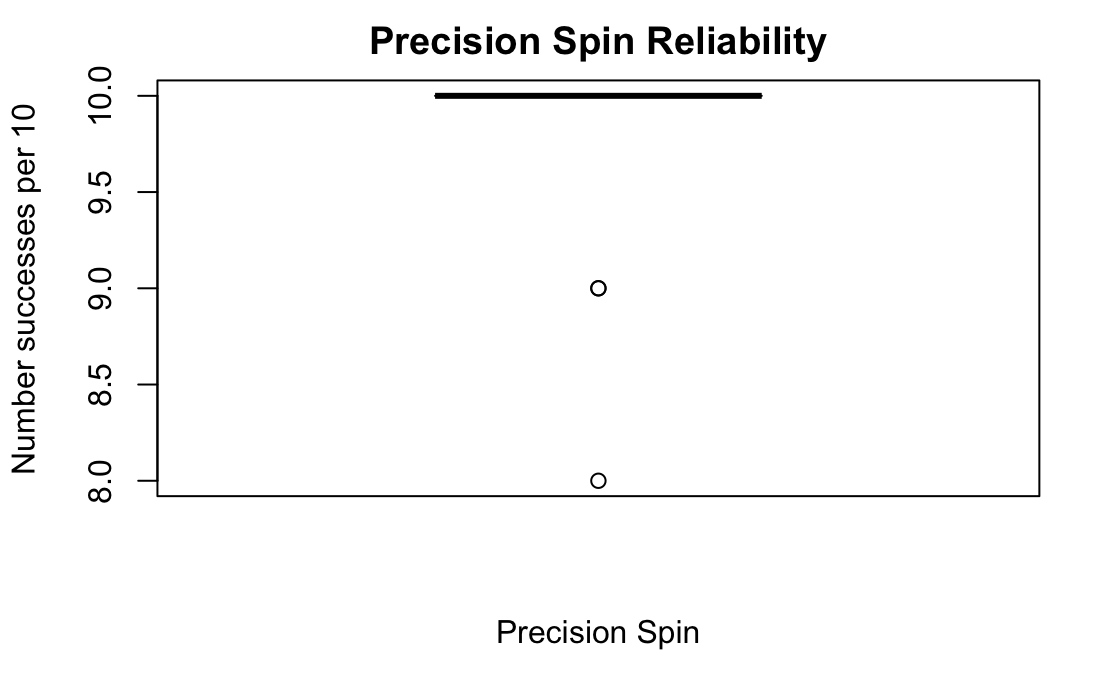 Precision Spin Reliability
Number successes per 10
10.0
9.5
9.0
8.5
8.0
Precision Spin